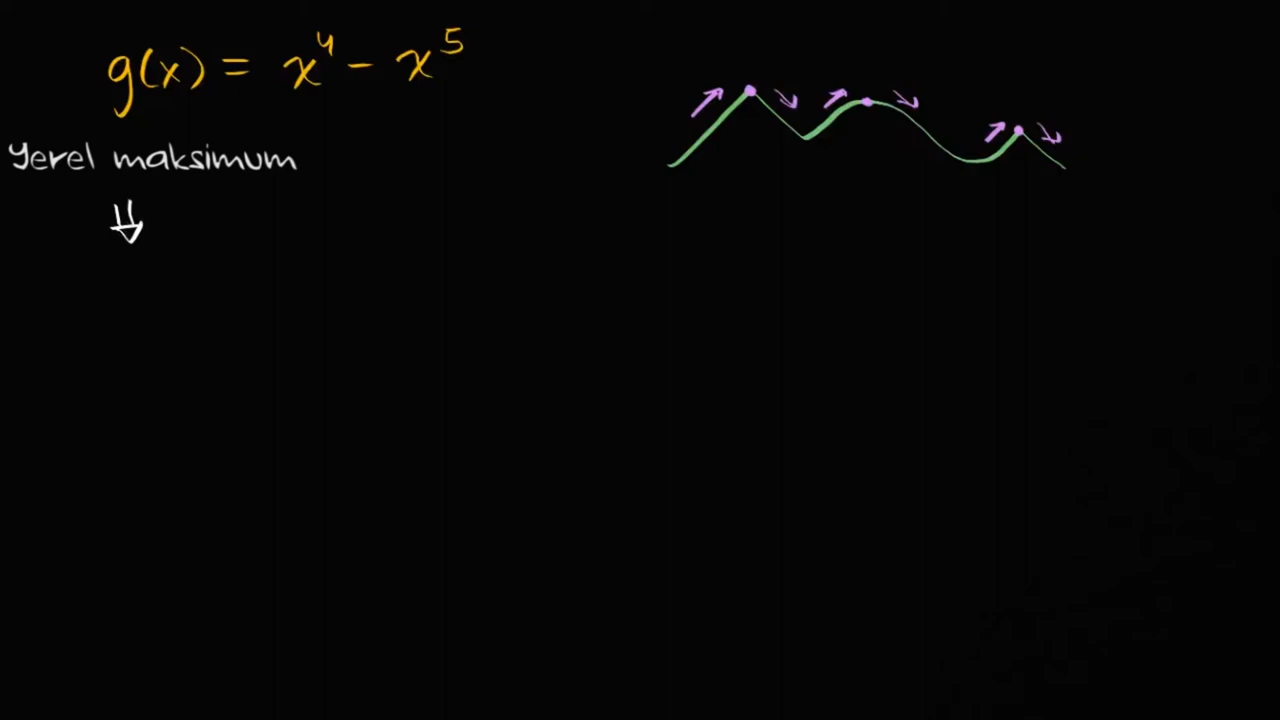 g(x) = x⁴ - x⁵
Yerel maksimum